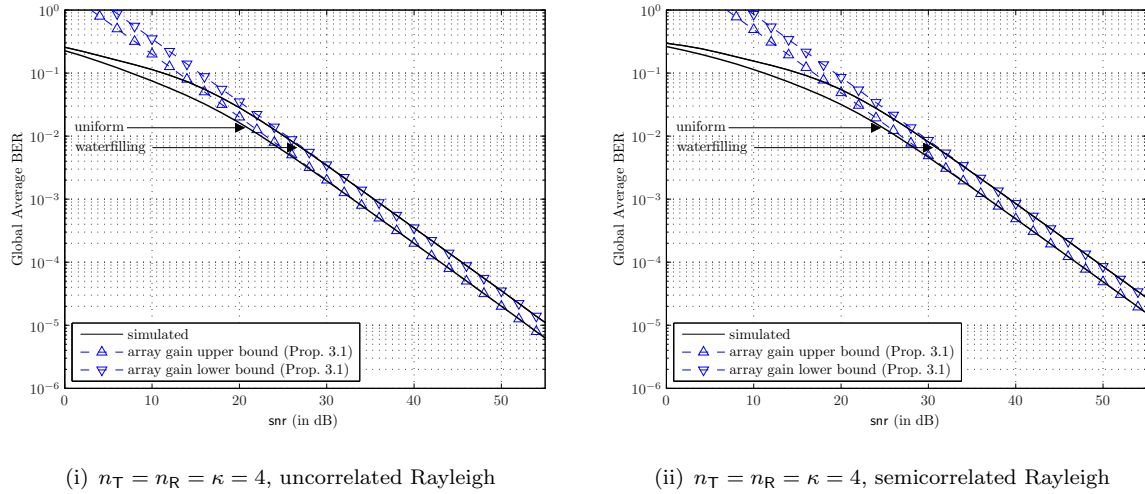 10^0
10^−1
10^−2
10^−3
10^−4
10^−5
10^−6
Global Average BER
uniform
waterfilling
simulated
array gain upper bound (Prop. 3.1)
array gain lower bound (Prop. 3.1)
0 10 20 30 40 50
snr (in dB)
(i) n_T = n_R = κ = 4, uncorrelated Rayleigh
10^0
10^−1
10^−2
10^−3
10^−4
10^−5
10^−6
Global Average BER
uniform
waterfilling
simulated
array gain upper bound (Prop. 3.1)
array gain lower bound (Prop. 3.1)
0 10 20 30 40 50
snr (in dB)
(ii) n_T = n_R = κ = 4, semicorrelated Rayleigh